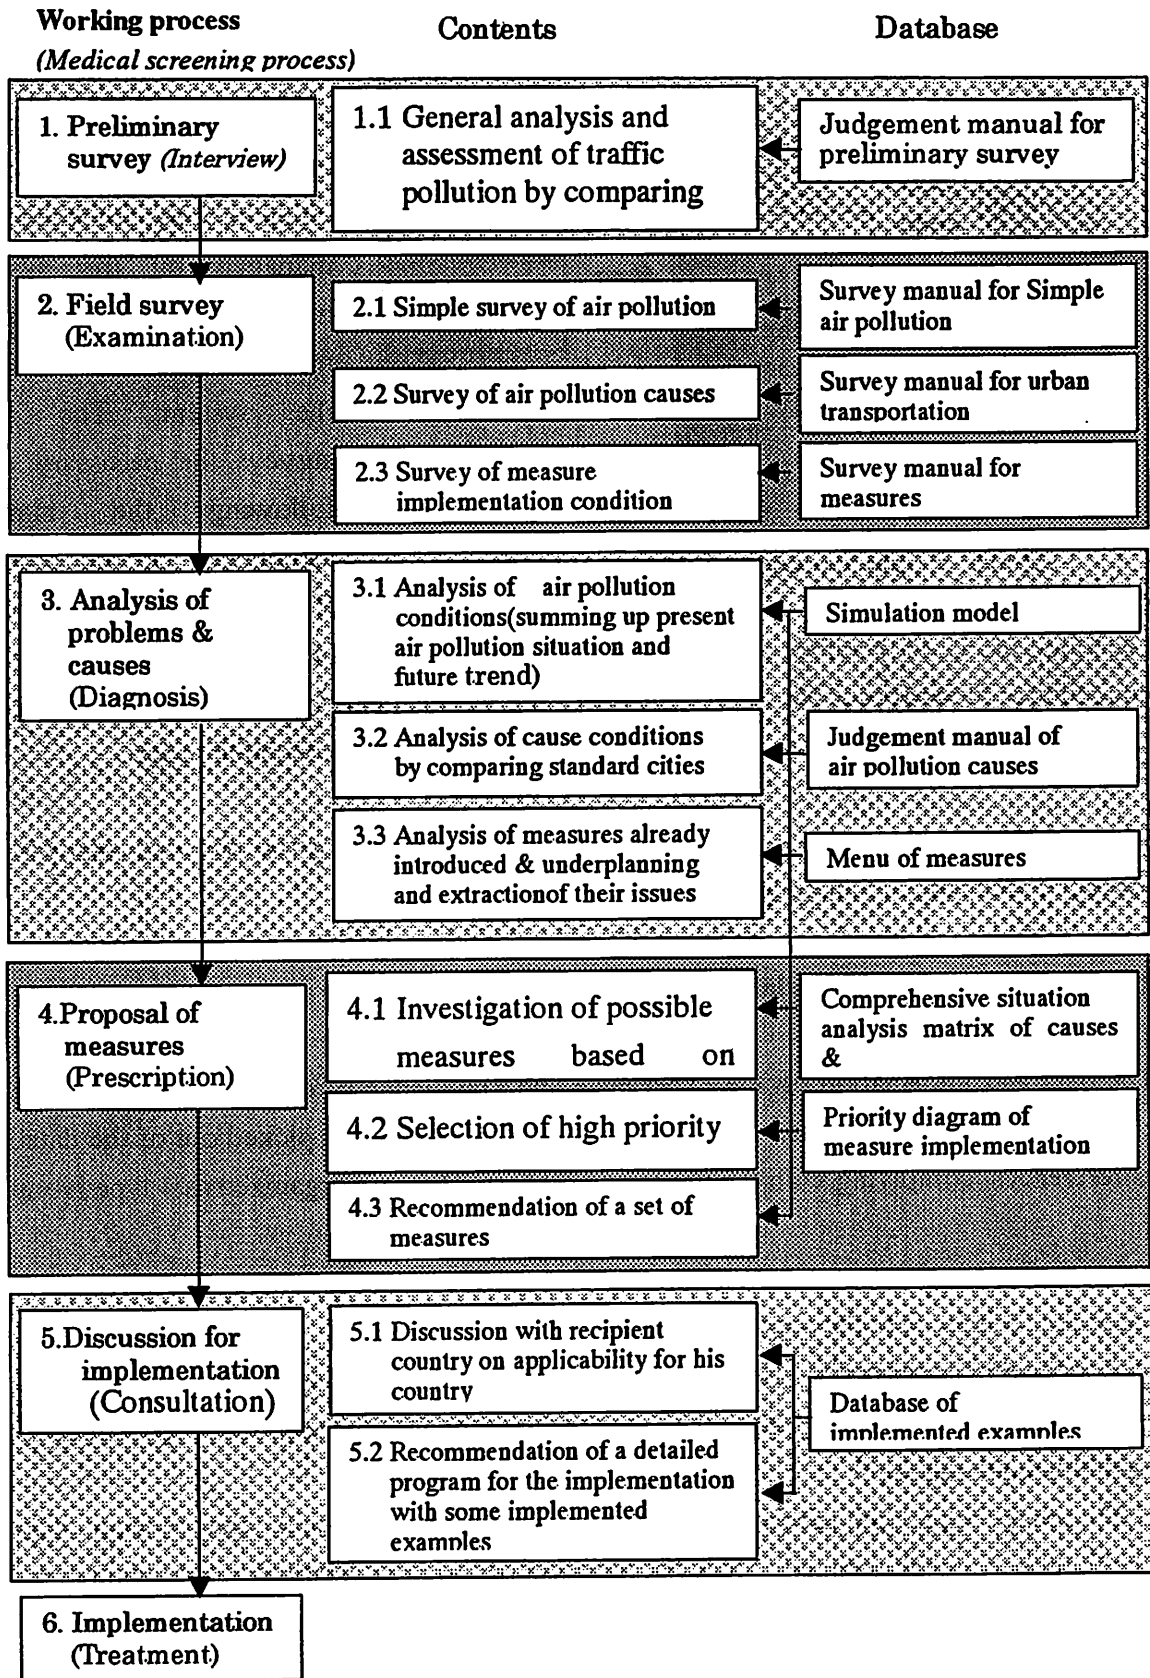 Working process
(Medical screening process)
Contents
Database
1. Preliminary
survey (Interview)
1.1 General analysis and
assessment of traffic
pollution by comparing
Judgement manual for
preliminary survey
2. Field survey
(Examination)
2.1 Simple survey of air pollution
Survey manual for Simple
air pollution
2.2 Survey of air pollution causes
Survey manual for urban
transportation
2.3 Survey of measure
implementation condition
Survey manual for
measures
3. Analysis of
problems &
causes
(Diagnosis)
3.1 Analysis of air pollution
conditions(summing up present
air pollution situation and
future trend)
Simulation model
3.2 Analysis of cause conditions
by comparing standard cities
Judgement manual of
air pollution causes
3.3 Analysis of measures already
introduced & underplanning
and extractionof their issues
Menu of measures
4.Proposal of
measures
(Prescription)
4.1 Investigation of possible
measures based on
Comprehensive situation
analysis matrix of causes
&
4.2 Selection of high priority
Priority diagram of
measure implementation
4.3 Recommendation of a set of
measures
5.Discussion for
implementation
(Consultation)
5.1 Discussion with recipient
country on applicability for his
country
5.2 Recommendation of a detailed
program for the implementation
with some implemented
examples
Database of
implemented examples
6. Implementation
(Treatment)